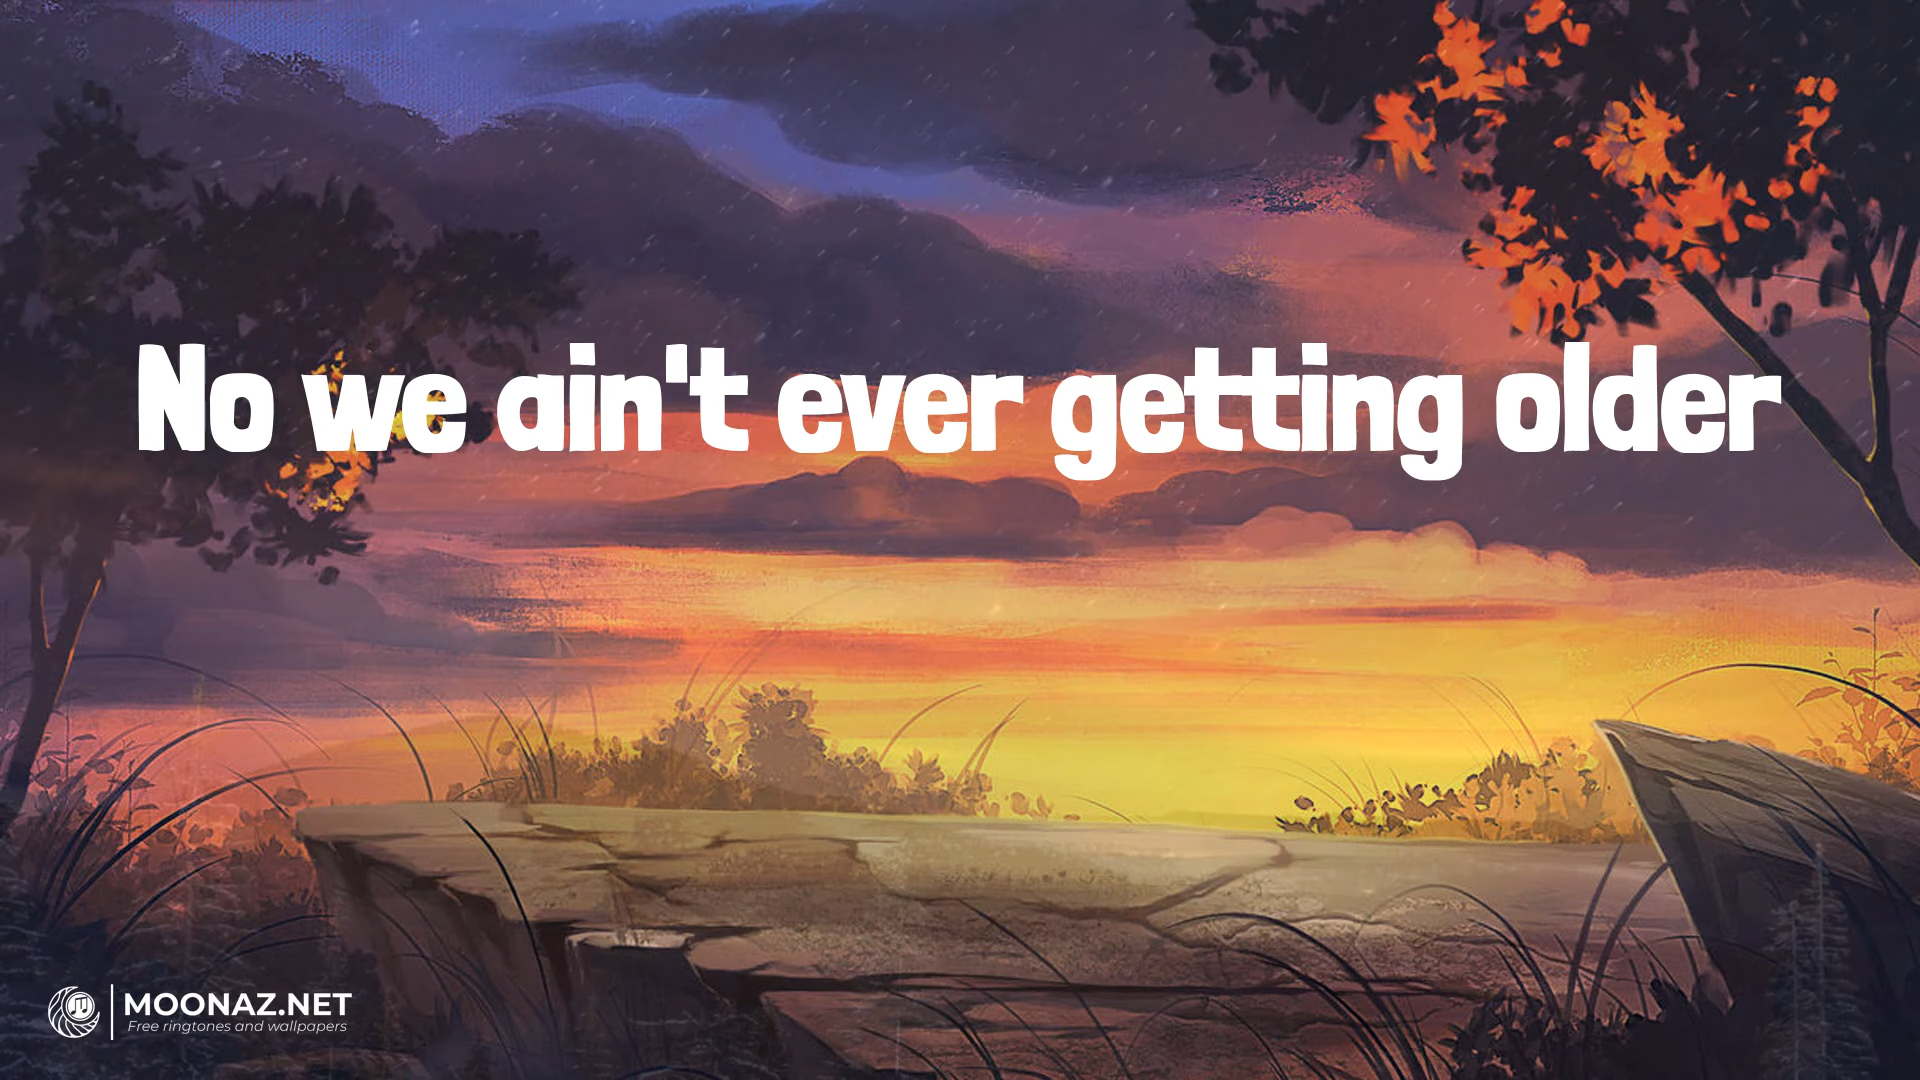 No we ain't ever getting older
MOONAZ.NET
Free ringtones and wallpapers